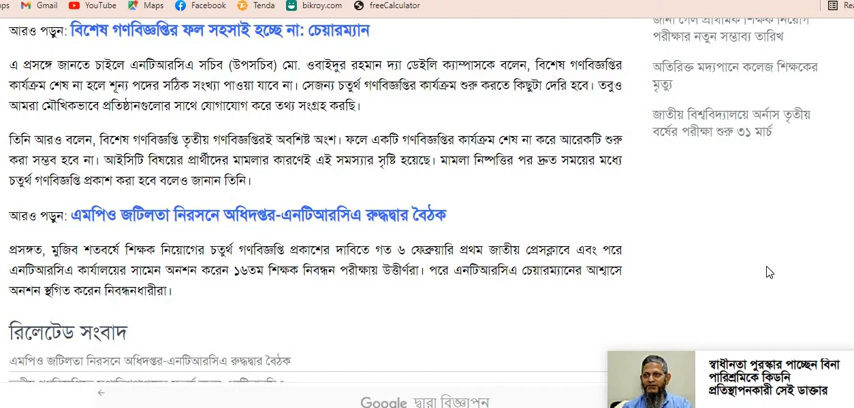 Gmail YouTube Maps Facebook Tenda bikroy.com freeCalculator
আরও পড়ুন: বিশেষ গণবিজ্ঞপ্তির ফল সহসাই হচ্ছে না: চেয়ারম্যান
এ প্রসঙ্গে জানতে চাইলে এনটিআরসিএ সচিব (উপসচিব) মো. ওবাইদুর রহমান দ্যা ডেইলি ক্যাম্পাসকে বলেন, বিশেষ গণবিজ্ঞপ্তির
কার্যক্রম শেষ না হলে শূন্য পদের সঠিক সংখ্যা পাওয়া যাবে না। সেজন্য চতুর্থ গণবিজ্ঞপ্তির কার্যক্রম শুরু করতে কিছুটা দেরি হবে। তবুও
আমরা মৌখিকভাবে প্রতিষ্ঠানগুলোর সাথে যোগাযোগ করে তথ্য সংগ্রহ করছি।
তিনি আরও বলেন, বিশেষ গণবিজ্ঞপ্তি তৃতীয় গণবিজ্ঞপ্তিরই অবশিষ্ট অংশ। ফলে একটি গণবিজ্ঞপ্তির কার্যক্রম শেষ না করে আরেকটি শুরু
করা সম্ভব হবে না। আইসিটি বিষয়ের প্রার্থীদের মামলার কারণেই এই সমস্যার সৃষ্টি হয়েছে। মামলা নিষ্পত্তির পর দ্রুত সময়ের মধ্যে
চতুর্থ গণবিজ্ঞপ্তি প্রকাশ করা হবে বলেও জানান তিনি।
আরও পড়ুন: এমপিও জটিলতা নিরসনে অধিদপ্তর-এনটিআরসিএ রুদ্ধদ্বার বৈঠক
প্রসঙ্গত, মুজিব শতবর্ষে শিক্ষক নিয়োগের চতুর্থ গণবিজ্ঞপ্তি প্রকাশের দাবিতে গত ৬ ফেব্রুয়ারি প্রথম জাতীয় প্রেসক্লাবে এবং পরে
এনটিআরসিএ কার্যালয়ের সামেন অনশন করেন ১৬তম শিক্ষক নিবন্ধন পরীক্ষায় উত্তীর্ণরা। পরে এনটিআরসিএ চেয়ারম্যানের আশ্বাসে
অনশন স্থগিত করেন নিবন্ধনধারীরা।
রিলেটেড সংবাদ
এমপিও জটিলতা নিরসনে অধিদপ্তর-এনটিআরসিএ রুদ্ধদ্বার বৈঠক
Google দ্বারা বিজ্ঞাপন
জানা গেল প্রাথমিক শিক্ষক নিয়োগ
পরীক্ষার নতুন সম্ভাব্য তারিখ
অতিরিক্ত মদ্যপানে কলেজ শিক্ষকের
মৃত্যু
জাতীয় বিশ্ববিদ্যালয়ে অর্নাস তৃতীয়
বর্ষের পরীক্ষা শুরু ৩১ মার্চ
স্বাধীনতা পুরস্কার পাচ্ছেন বিনা
পারিশ্রমিকে কিডনি
প্রতিস্থাপনকারী সেই ডাক্তার